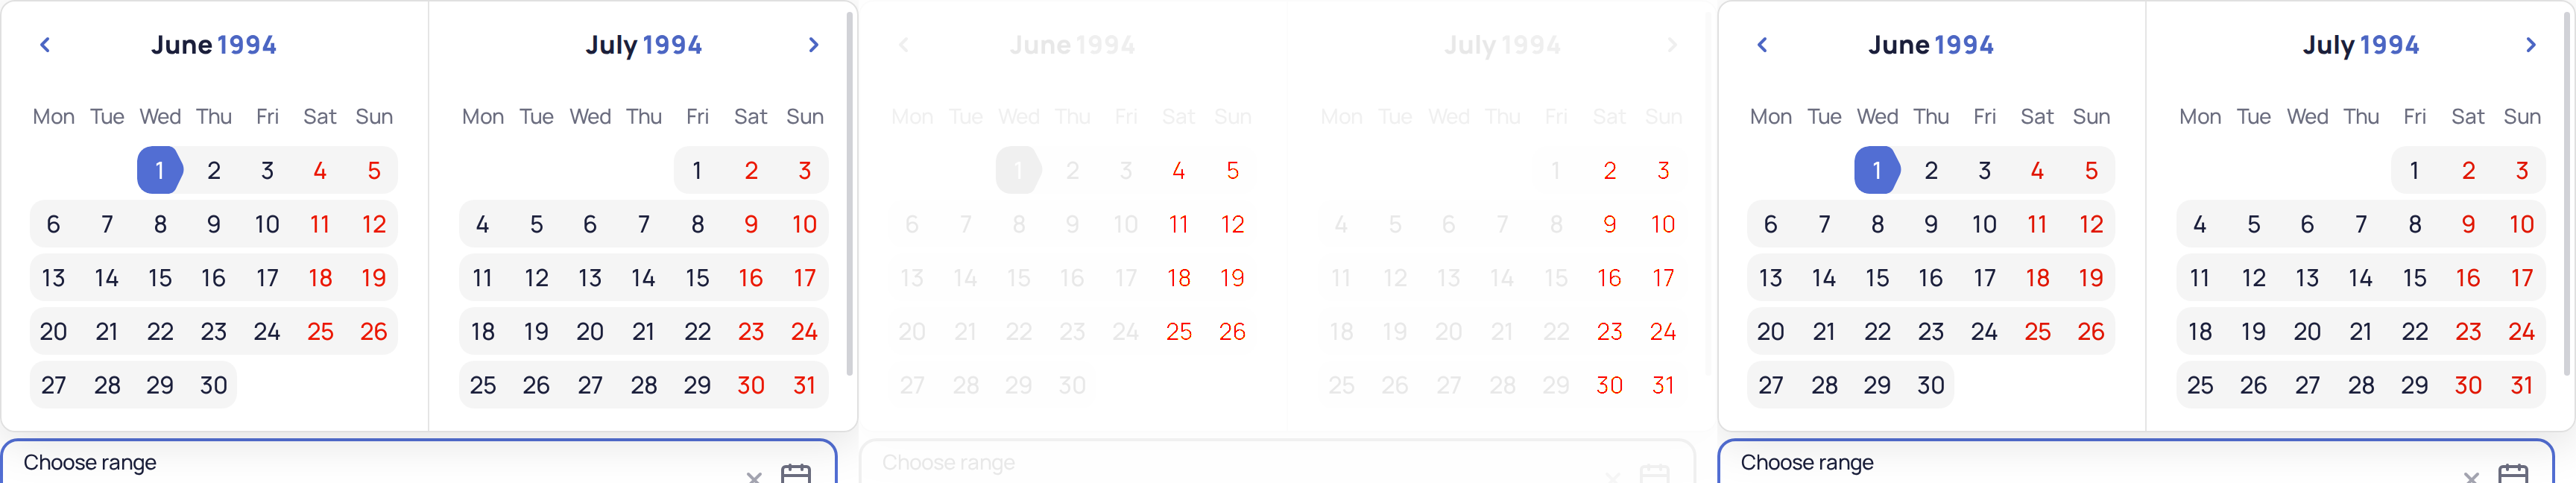 June 1994 July 1994 June 1994 July 1994 June 1994 July 1994
Mon Tue Wed Thu Fri Sat Sun Mon Tue Wed Thu Fri Sat Sun Mon Tue Wed Thu Fri Sat Sun Mon Tue Wed Thu Fri Sat Sun Mon Tue Wed Thu Fri Sat Sun Mon Tue Wed Thu Fri Sat Sun
1 2 3 4 5 1 2 3 1 2 3 4 5 1 2 3 1 2 3 4 5 1 2 3
6 7 8 9 10 11 12 4 5 6 7 8 9 10 6 7 8 9 10 11 12 4 5 6 7 8 9 10 6 7 8 9 10 11 12 4 5 6 7 8 9 10
13 14 15 16 17 18 19 11 12 13 14 15 16 17 13 14 15 16 17 18 19 11 12 13 14 15 16 17 13 14 15 16 17 18 19 11 12 13 14 15 16 17
20 21 22 23 24 25 26 18 19 20 21 22 23 24 20 21 22 23 24 25 26 18 19 20 21 22 23 24 20 21 22 23 24 25 26 18 19 20 21 22 23 24
27 28 29 30 25 26 27 28 29 30 31 27 28 29 30 25 26 27 28 29 30 31 27 28 29 30 25 26 27 28 29 30 31
Choose range Choose range Choose range